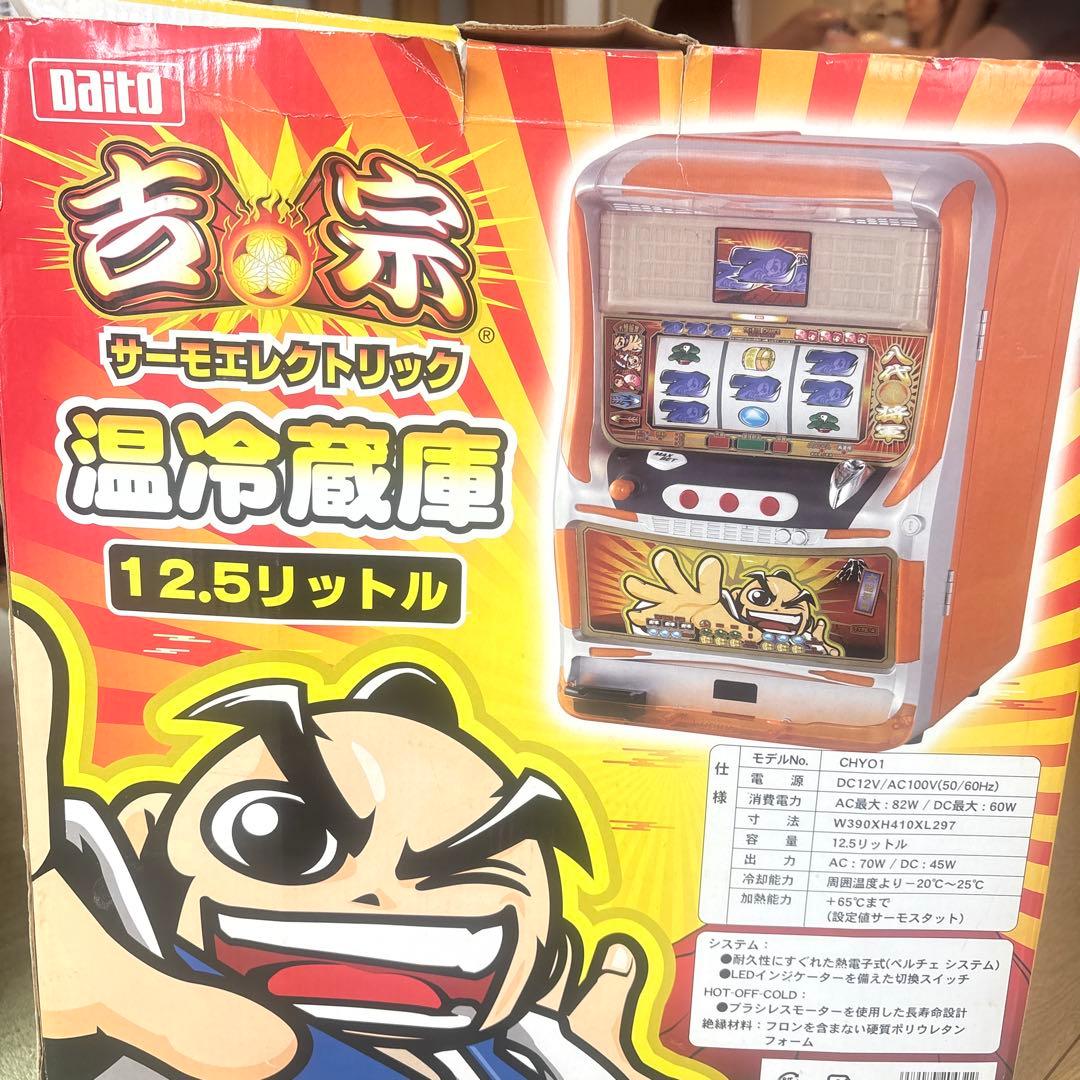 Daito
吉宗
®
サーモエレクトリック
温冷蔵庫
12.5リットル
八代将軍
MAX BET
仕様
モデルNo. CHYO1
電源 DC12V/AC100V(50/60Hz)
消費電力 AC最大：82W / DC最大：60W
寸法 W390XH410XL297
容量 12.5リットル
出力 AC：70W / DC：45W
冷却能力 周囲温度より－20℃～25℃
加熱能力 +65℃まで
(設定値サーモスタット)
システム：
●耐久性にすぐれた熱電子式(ペルチェ システム)
●LEDインジケーターを備えた切換スイッチ
HOT-OFF-COLD：
●ブラシレスモーターを使用した長寿命設計
絶縁材料：フロンを含まない硬質ポリウレタン
フォーム